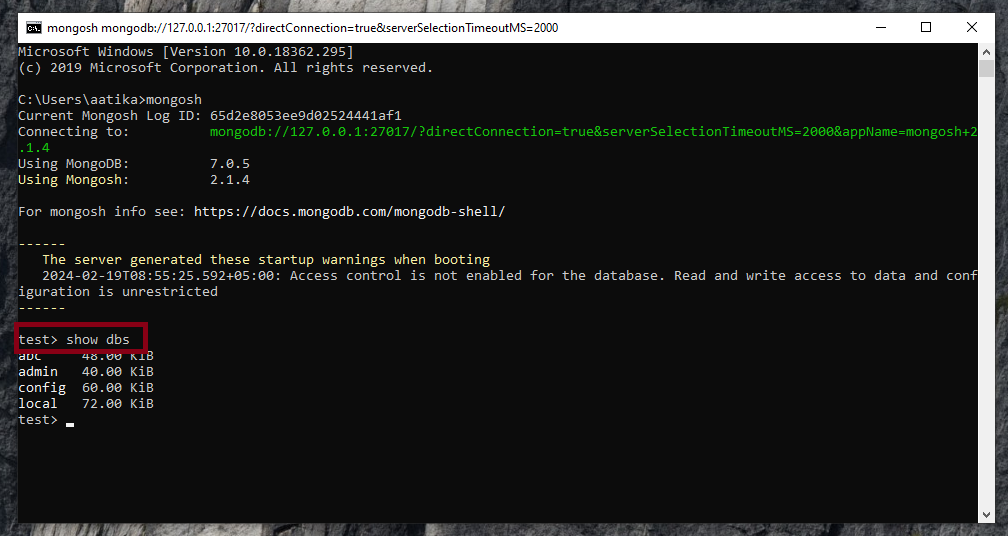 mongosh mongodb://127.0.0.1:27017/?directConnection=true&serverSelectionTimeoutMS=2000
Microsoft Windows [Version 10.0.18362.295]
(c) 2019 Microsoft Corporation. All rights reserved.
C:\Users\aatika>mongosh
Current Mongosh Log ID: 65d2e8053ee9d02524441af1
Connecting to:          mongodb://127.0.0.1:27017/?directConnection=true&serverSelectionTimeoutMS=2000&appName=mongosh+2
.1.4
Using MongoDB:          7.0.5
Using Mongosh:          2.1.4
For mongosh info see: https://docs.mongodb.com/mongodb-shell/
------
   The server generated these startup warnings when booting
   2024-02-19T08:55:25.592+05:00: Access control is not enabled for the database. Read and write access to data and conf
iguration is unrestricted
------
test> show dbs
abc     48.00 KiB
admin   40.00 KiB
config  60.00 KiB
local   72.00 KiB
test>